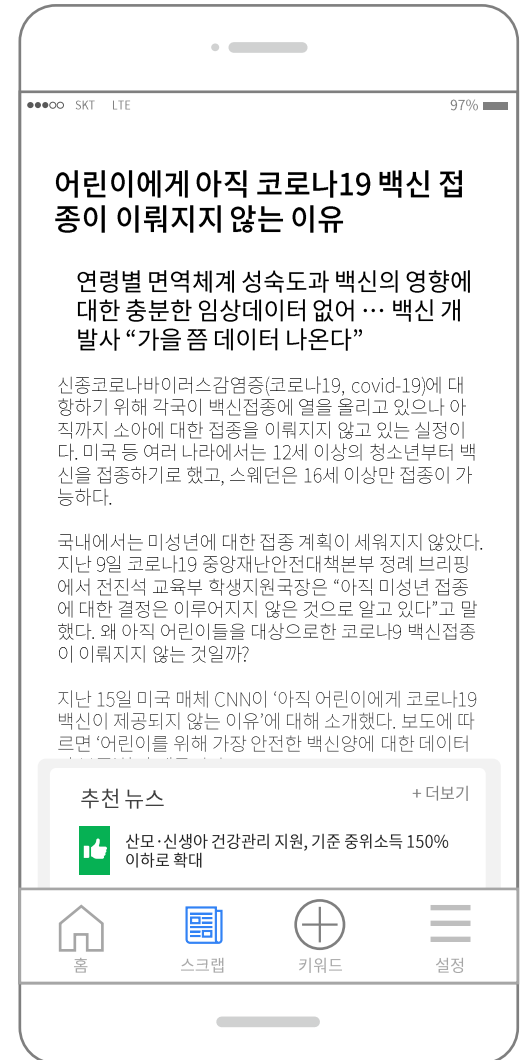 SKT LTE 97%
어린이에게 아직 코로나19 백신 접
종이 이뤄지지 않는 이유
연령별 면역체계 성숙도과 백신의 영향에
대한 충분한 임상데이터 없어 … 백신 개
발사 “가을 쯤 데이터 나온다”
신종코로나바이러스감염증(코로나19, covid-19)에 대
항하기 위해 각국이 백신접종에 열을 올리고 있으나 아
직까지 소아에 대한 접종을 이뤄지지 않고 있는 실정이
다. 미국 등 여러 나라에서는 12세 이상의 청소년부터 백
신을 접종하기로 했고, 스웨덴은 16세 이상만 접종이 가
능하다.
국내에서는 미성년에 대한 접종 계획이 세워지지 않았다.
지난 9일 코로나19 중앙재난안전대책본부 정례 브리핑
에서 전진석 교육부 학생지원국장은 “아직 미성년 접종
에 대한 결정은 이루어지지 않은 것으로 알고 있다”고 말
했다. 왜 아직 어린이들을 대상으로한 코로나9 백신접종
이 이뤄지지 않는 것일까?
지난 15일 미국 매체 CNN이 ‘아직 어린이에게 코로나19
백신이 제공되지 않는 이유’에 대해 소개했다. 보도에 따
르면 ‘어린이를 위해 가장 안전한 백신양에 대한 데이터
추천 뉴스 + 더보기
산모·신생아 건강관리 지원, 기준 중위소득 150%
이하로 확대
홈 스크랩 키워드 설정